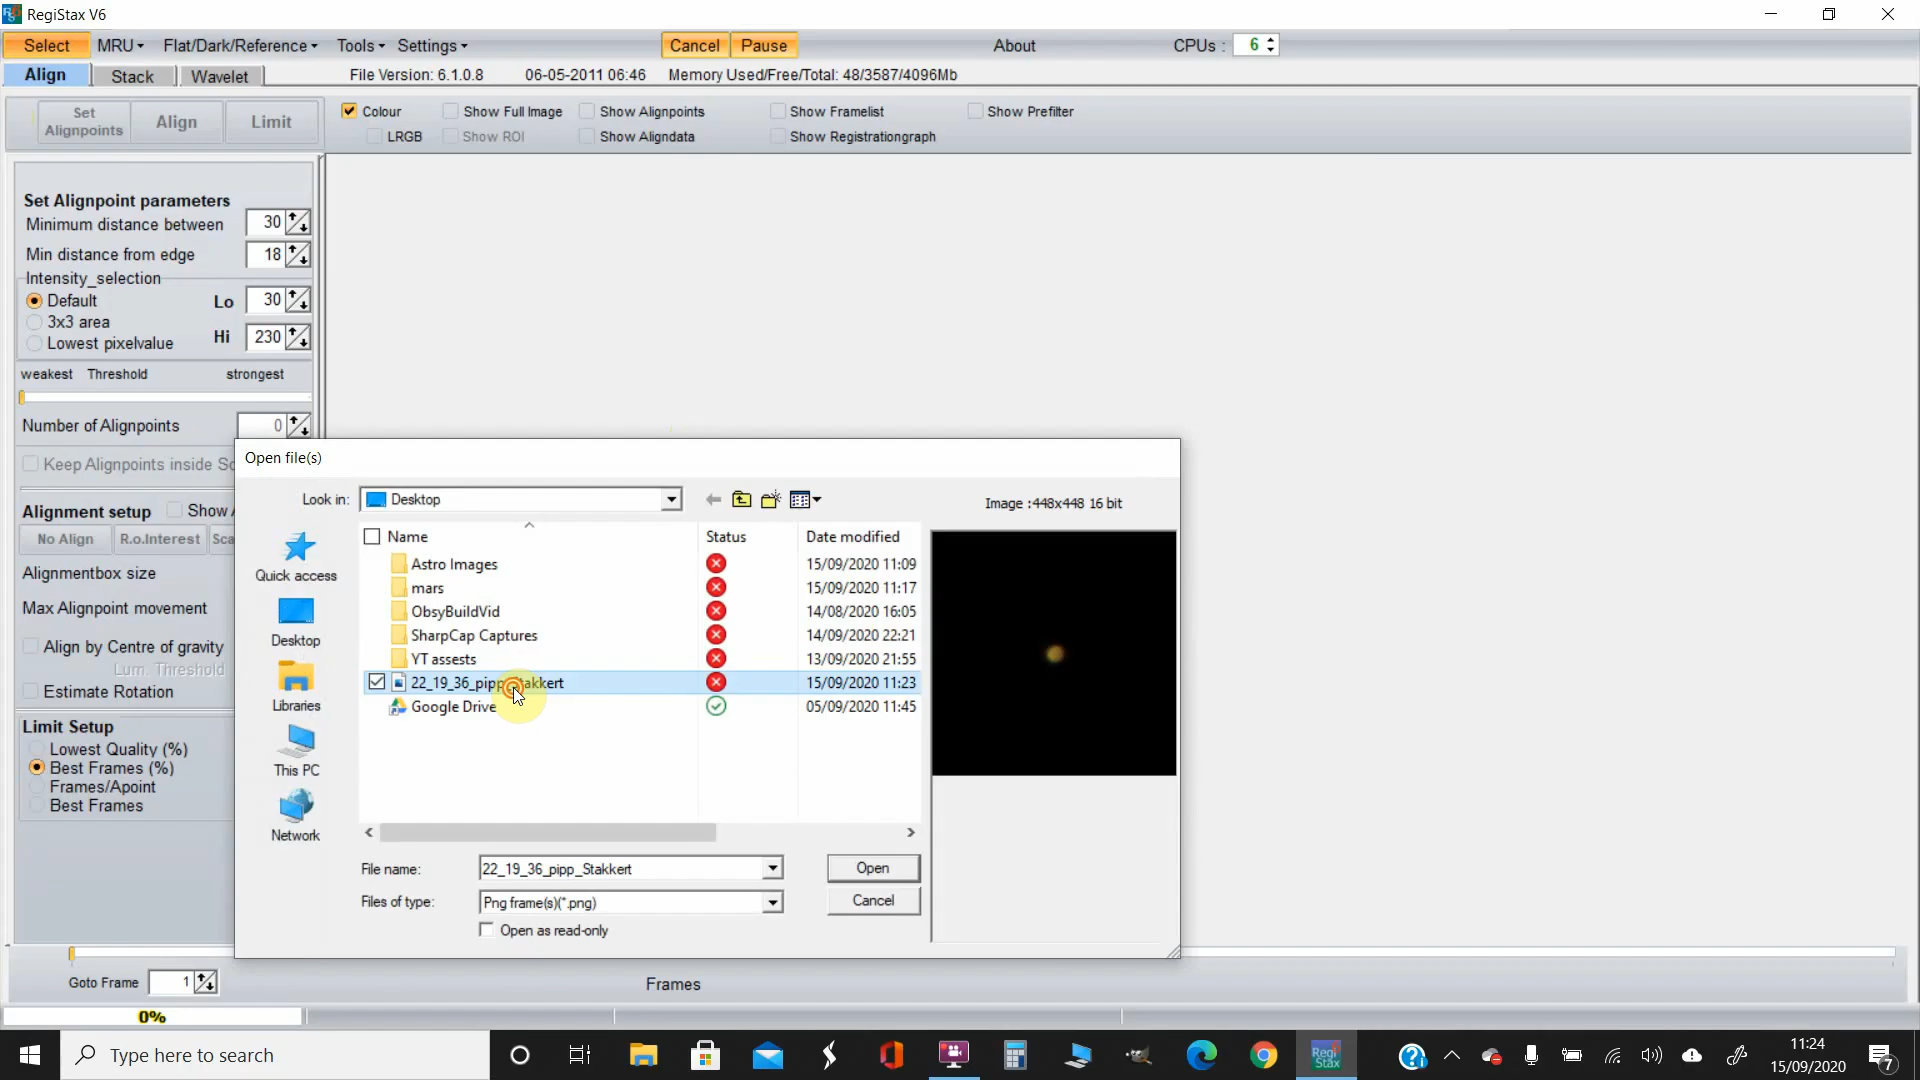 RegiStax V6
Select MRU Flat/Dark/Reference Tools Settings Cancel Pause About CPUs : 6
Align Stack Wavelet File Version: 6.1.0.8 06-05-2011 06:46 Memory Used/Free/Total: 48/3587/4096Mb
Set Alignpoints Align Limit
Colour Show Full Image Show Alignpoints Show Framelist Show Prefilter
LRGB Show ROI Show Aligndata Show Registrationgraph
Set Alignpoint parameters
Minimum distance between 30
Min distance from edge 18
Intensity_selection
Default Lo 30
3x3 area
Lowest pixelvalue Hi 230
weakest Threshold strongest
Number of Alignpoints 0
Keep Alignpoints inside
Alignment setup Show
No Align R.o.Interest
Alignmentbox size
Max Alignpoint movement
Align by Centre of gravity
Lum. Threshold
Estimate Rotation
Limit Setup
Lowest Quality (%)
Best Frames (%)
Frames/Apoint
Best Frames
Open file(s)
Look in: Desktop
Image :448x448 16 bit
Name Status Date modified
Astro Images 15/09/2020 11:09
mars 15/09/2020 11:17
ObsyBuildVid 14/08/2020 16:05
SharpCap Captures 14/09/2020 22:21
YT assests 13/09/2020 21:55
22_19_36_pipp_Stakkert 15/09/2020 11:23
Google Drive 05/09/2020 11:45
Quick access
Desktop
Libraries
This PC
Network
File name: 22_19_36_pipp_Stakkert Open
Files of type: Png frame(s)(*.png) Cancel
Open as read-only
Goto Frame 1 Frames
0%
Type here to search
Regi
Stax
11:24
15/09/2020
7